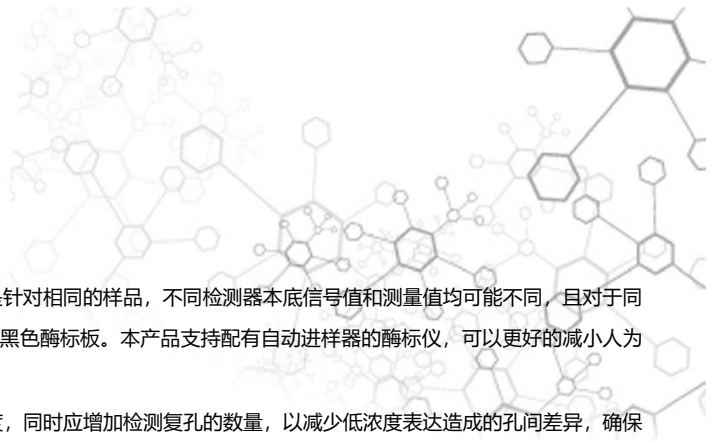 针对相同的样品，不同检测器本底信号值和测量值均可能不同，且对于同
黑色酶标板。本产品支持配有自动进样器的酶标仪，可以更好的减小人为
，同时应增加检测复孔的数量，以减少低浓度表达造成的孔间差异，确保